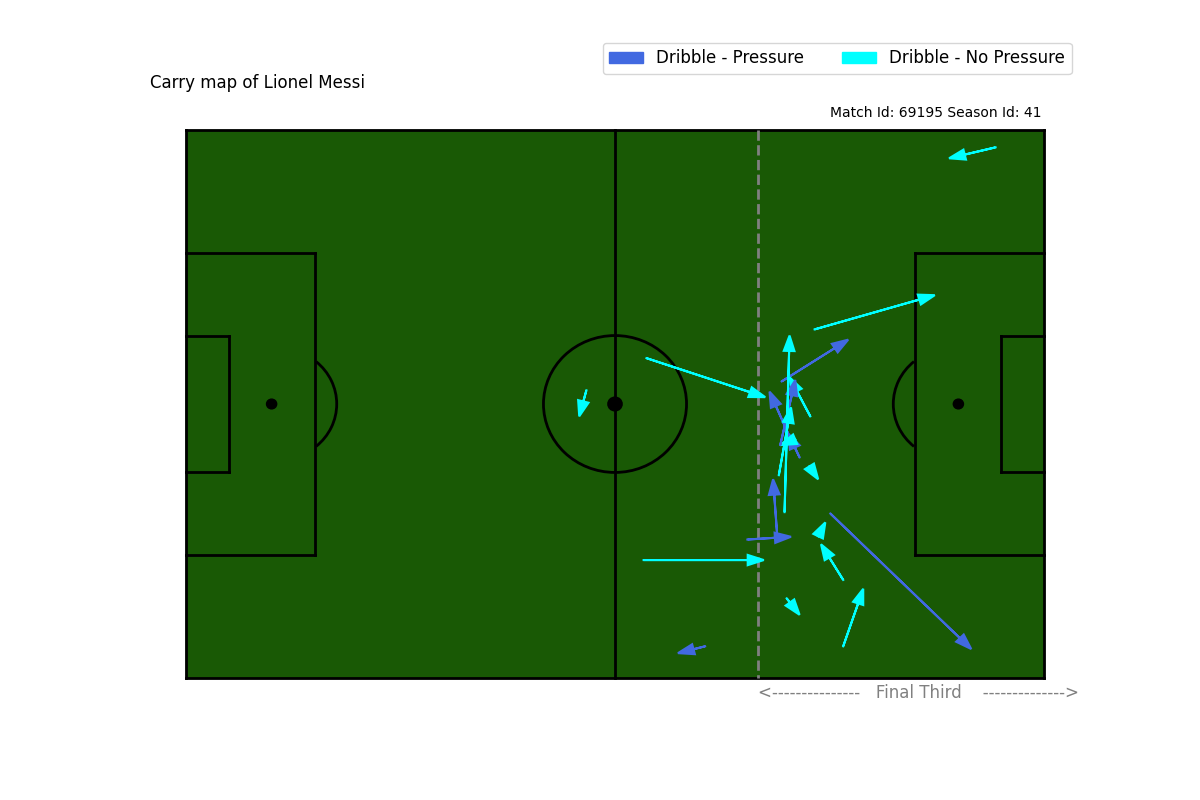 Dribble - Pressure Dribble - No Pressure
Carry map of Lionel Messi
Match Id: 69195 Season Id: 41
<--------------- Final Third -------------->